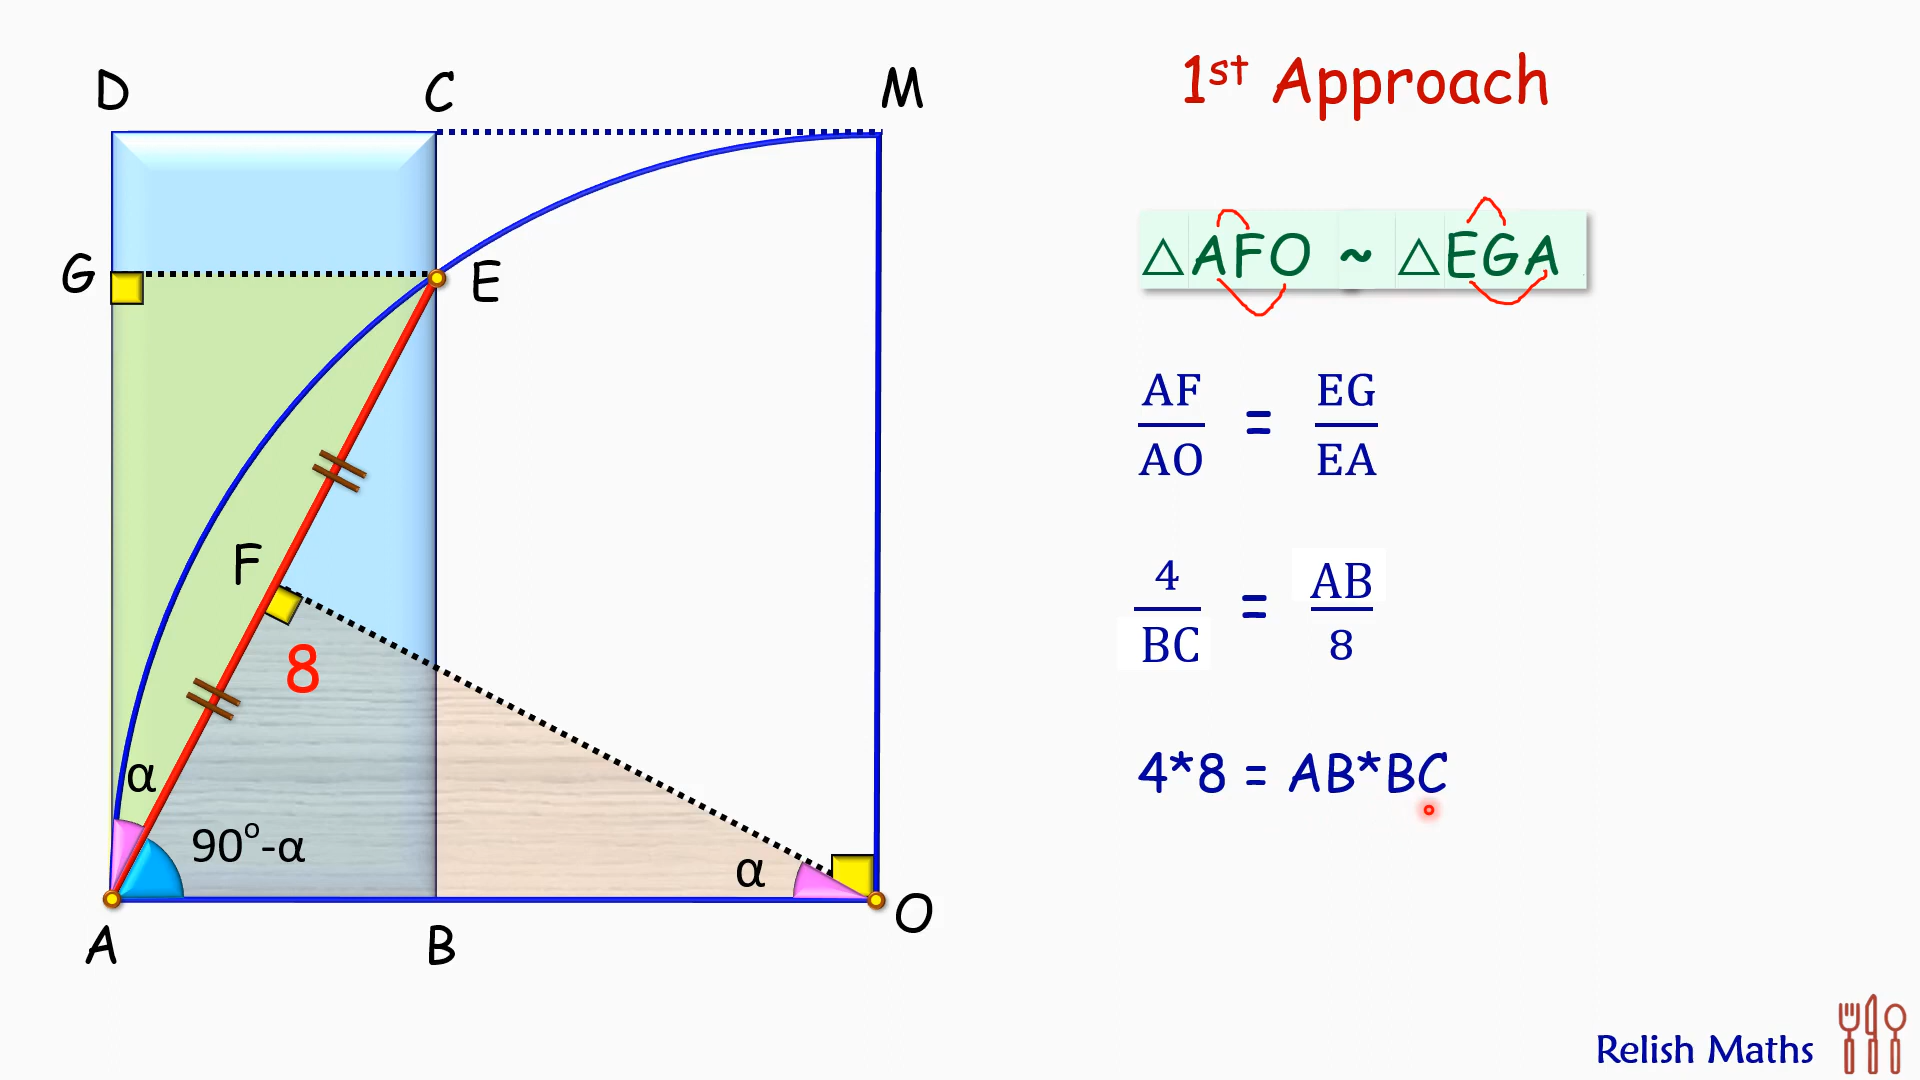 D C M
1st Approach
△AFO ~ △EGA
G E
AF/AO = EG/EA
F
4/BC = AB/8
8
4*8 = AB*BC
α
90o-α
α
O
A B
Relish Maths